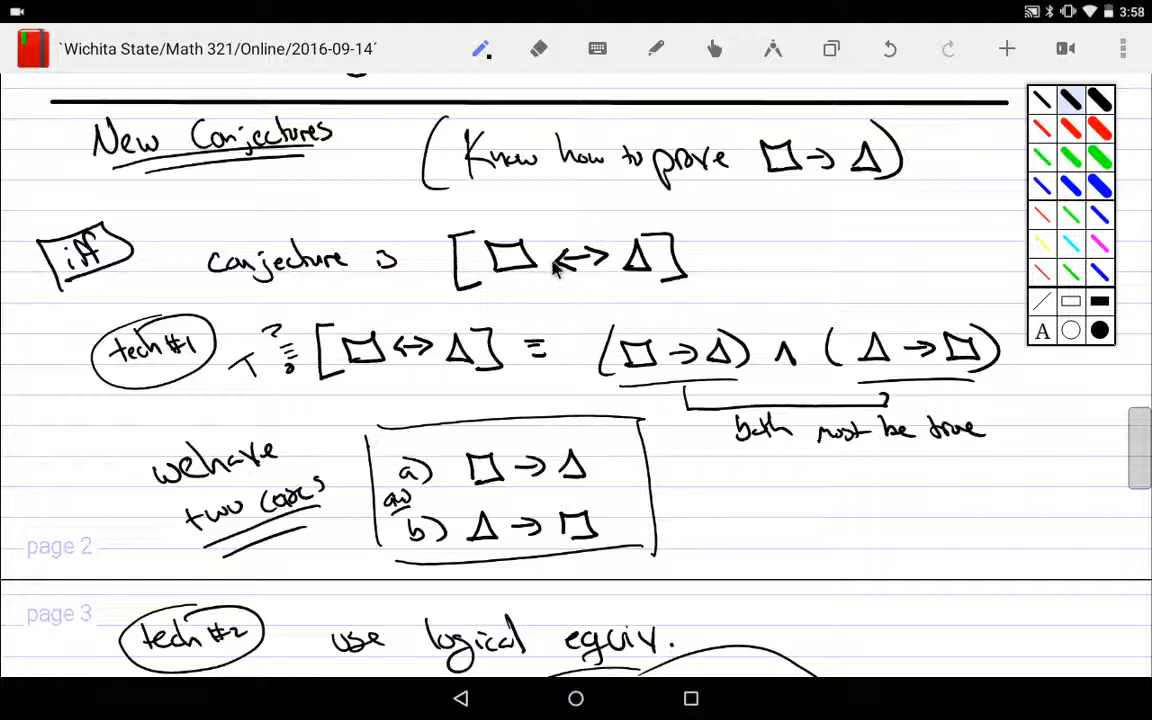 3:58
`Wichita State/Math 321/Online/2016-09-14´
New Conjectures (Know how to prove □→△)
iff conjecture is [□ ↔ △]
tech #1 T ? [□ ↔ △] ≡ (□ → △) ∧ (△ → □)
both must be true
we have
two cases
a) □ → △
and
b) △ → □
page 2
page 3
tech #2 use logical equiv.
A